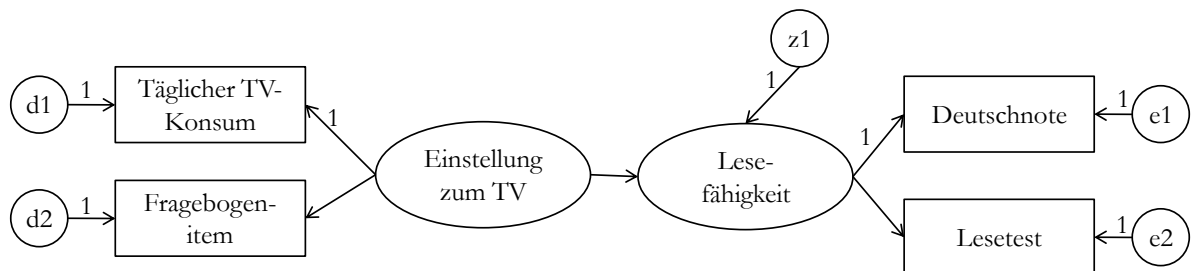 z1
d1
1
Täglicher TV-
Konsum
1
1
1
Deutschnote
1
e1
Einstellung
zum TV
Lese-
fähigkeit
d2
1
Fragebogen-
item
Lesetest
1
e2